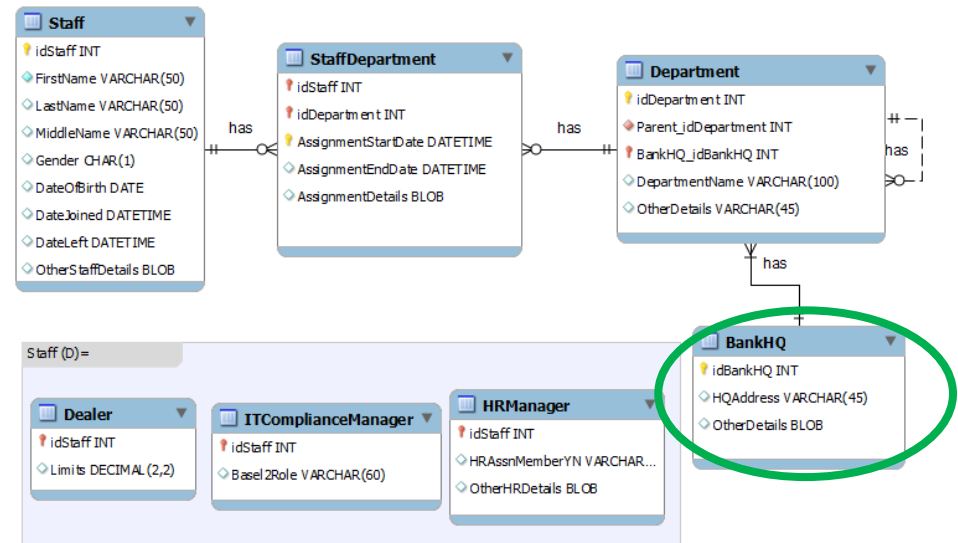 Staff
idStaff INT
FirstName VARCHAR(50)
LastName VARCHAR(50)
MiddleName VARCHAR(50)
Gender CHAR(1)
DateOfBirth DATE
DateJoined DATETIME
DateLeft DATETIME
OtherStaffDetails BLOB
has
StaffDepartment
idStaff INT
idDepartment INT
AssignmentStartDate DATETIME
AssignmentEndDate DATETIME
AssignmentDetails BLOB
has
Department
idDepartment INT
Parent_idDepartment INT
BankHQ_idBankHQ INT
DepartmentName VARCHAR(100)
OtherDetails VARCHAR(45)
has
has
BankHQ
idBankHQ INT
HQAddress VARCHAR(45)
OtherDetails BLOB
Staff (D)=
Dealer
idStaff INT
Limits DECIMAL(2,2)
ITComplianceManager
idStaff INT
Basel2Role VARCHAR(60)
HRManager
idStaff INT
HRAssnMemberYN VARCHAR...
OtherHRDetails BLOB